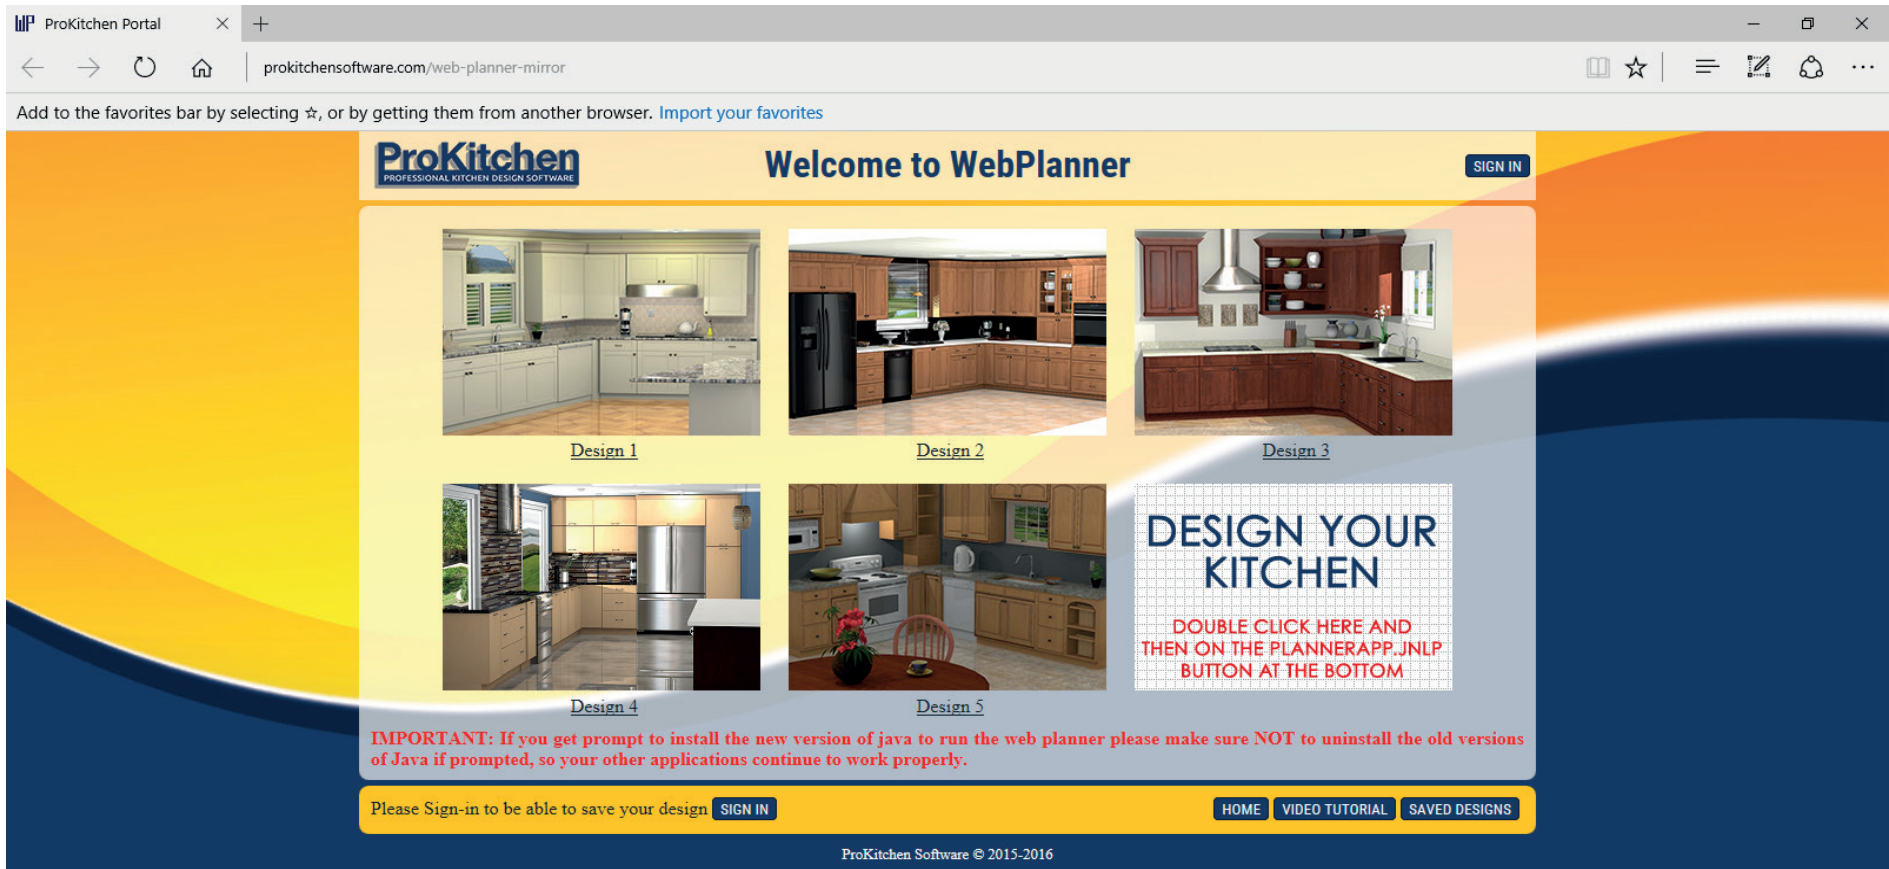 ProKitchen Portal
prokitchensoftware.com/web-planner-mirror
Add to the favorites bar by selecting ☆, or by getting them from another browser. Import your favorites
ProKitchen
PROFESSIONAL KITCHEN DESIGN SOFTWARE
Welcome to WebPlanner
SIGN IN
Design 1
Design 2
Design 3
DESIGN YOUR
KITCHEN
DOUBLE CLICK HERE AND
THEN ON THE PLANNERAPP.JNLP
BUTTON AT THE BOTTOM
Design 4
Design 5
IMPORTANT: If you get prompt to install the new version of java to run the web planner please make sure NOT to uninstall the old versions
of Java if prompted, so your other applications continue to work properly.
Please Sign-in to be able to save your design SIGN IN
HOME VIDEO TUTORIAL SAVED DESIGNS
ProKitchen Software © 2015-2016